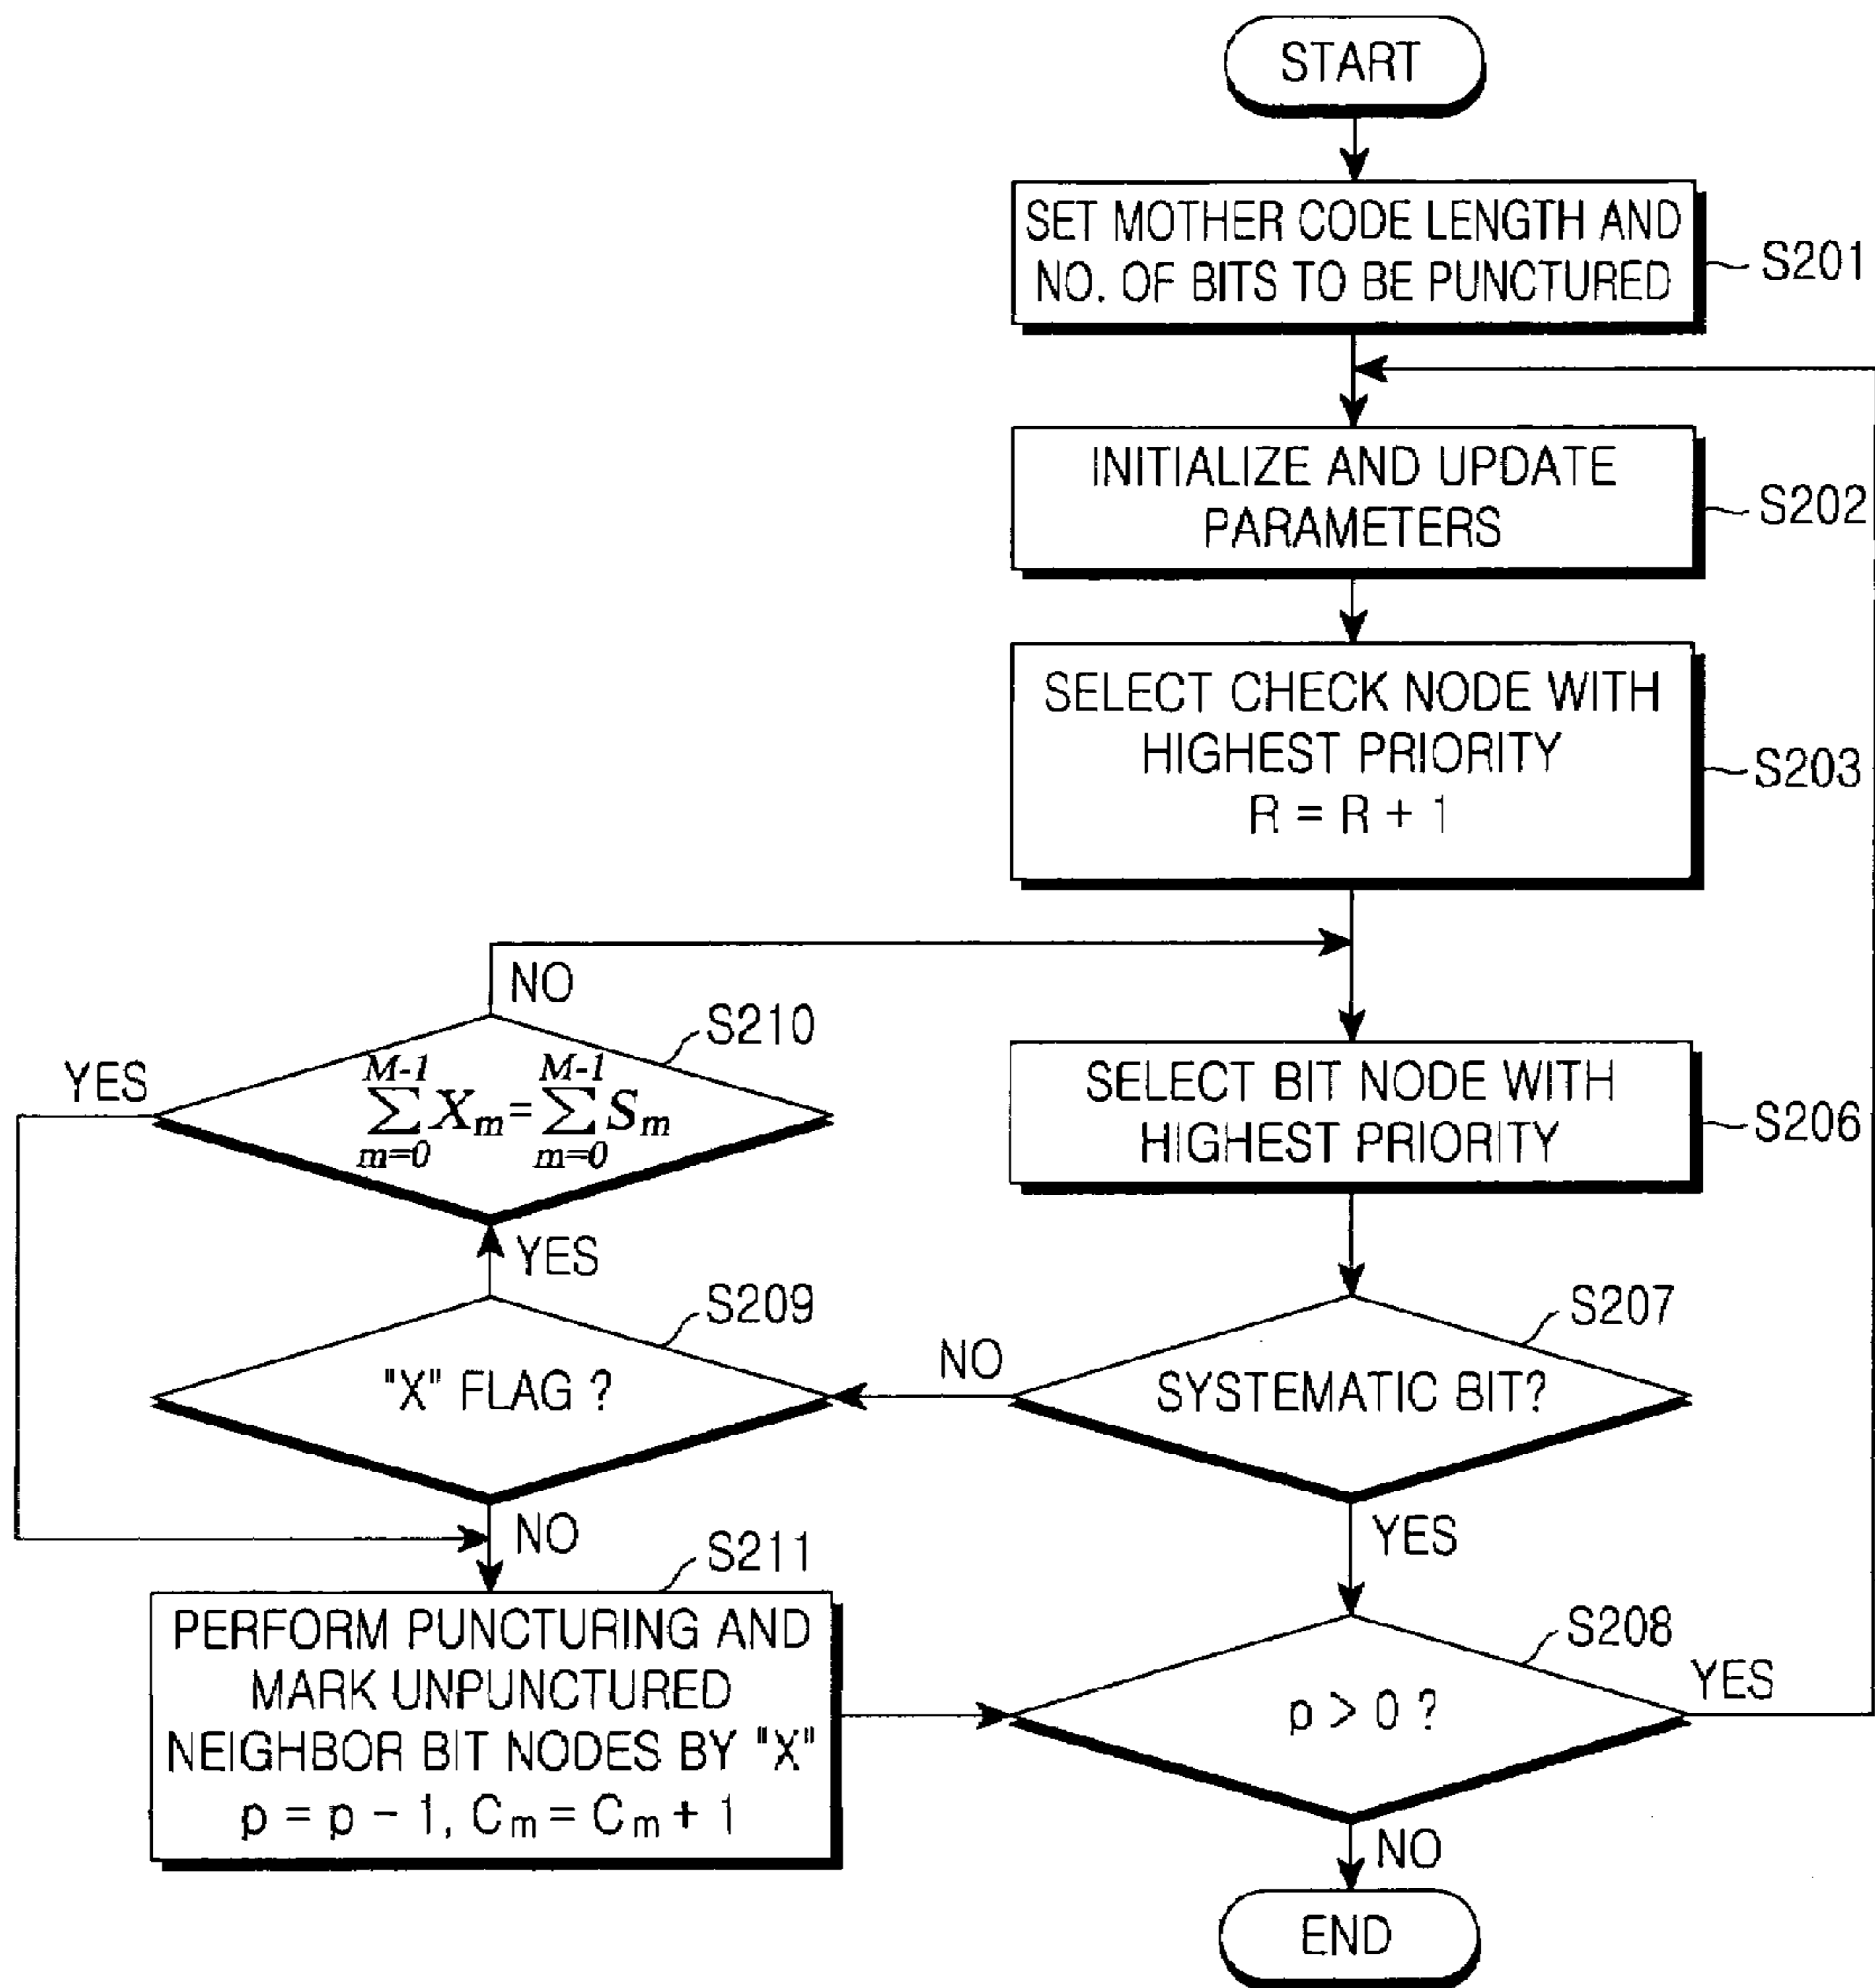 START
SET MOTHER CODE LENGTH AND
NO. OF BITS TO BE PUNCTURED
S201
INITIALIZE AND UPDATE
PARAMETERS
S202
SELECT CHECK NODE WITH
HIGHEST PRIORITY
R = R + 1
S203
NO
S210
YES
M-1 M-1
∑ Xm = ∑ Sm
m=0 m=0
SELECT BIT NODE WITH
HIGHEST PRIORITY
S206
YES
S209
"X" FLAG ?
NO
S207
SYSTEMATIC BIT?
NO
YES
S211
PERFORM PUNCTURING AND
MARK UNPUNCTURED
NEIGHBOR BIT NODES BY "X"
p = p - 1, Cm = Cm + 1
S208
p > 0 ?
YES
NO
END